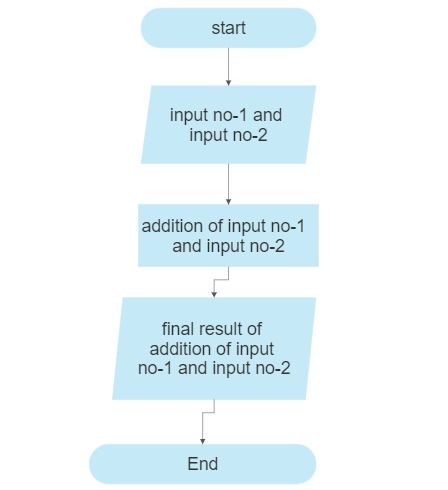 start
input no-1 and
input no-2
addition of input no-1
and input no-2
final result of
addition of input
no-1 and input no-2
End